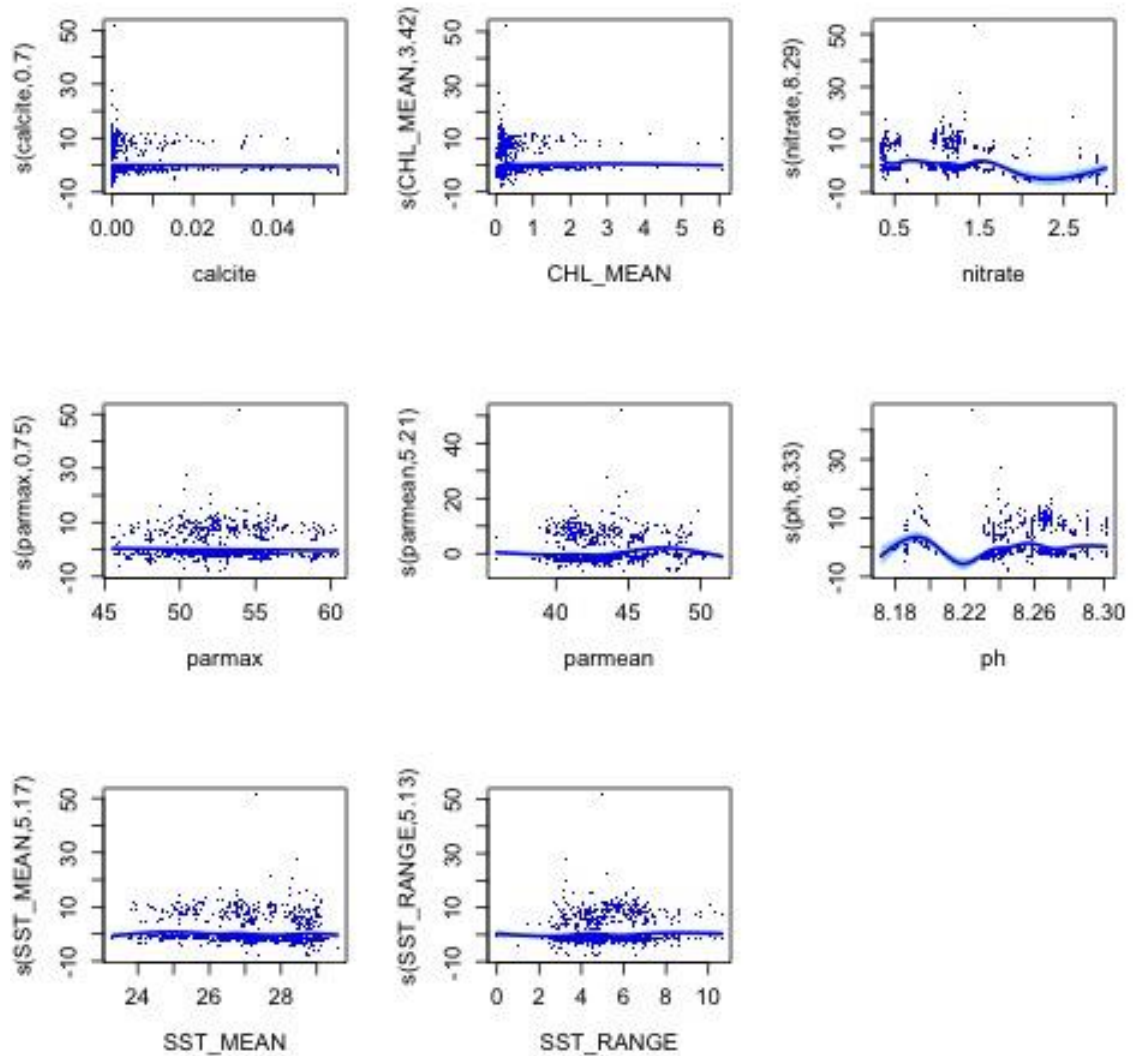 s(calcite,0.7)
-10 10 30 50
0.00 0.02 0.04
calcite
s(CHL_MEAN,3.42)
-10 10 30 50
0 1 2 3 4 5 6
CHL_MEAN
s(nitrate,8.29)
-10 10 30
0.5 1.5 2.5
nitrate
s(parmax,0.75)
-10 10 30 50
45 50 55 60
parmax
s(parmean,5.21)
0 20 40
40 45 50
parmean
s(ph,8.33)
-10 10 30
8.18 8.22 8.26 8.30
ph
s(SST_MEAN,5.17)
-10 10 30 50
24 26 28
SST_MEAN
s(SST_RANGE,5.13)
-10 10 30 50
0 2 4 6 8 10
SST_RANGE